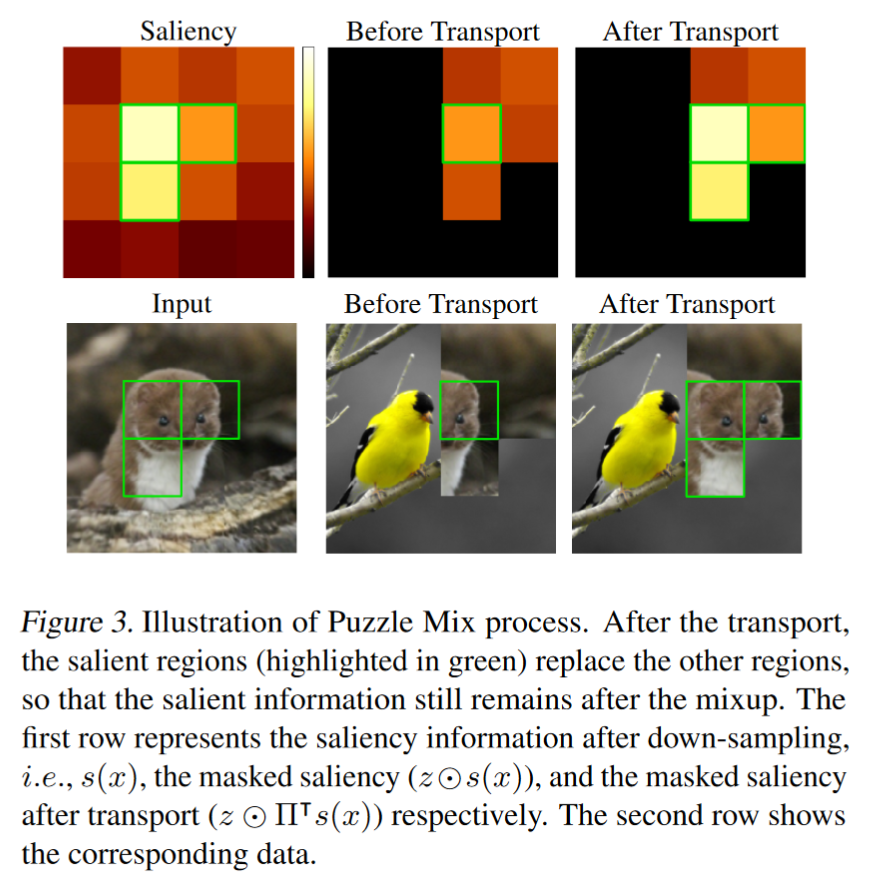 Saliency Before Transport After Transport
Input Before Transport After Transport
Figure 3. Illustration of Puzzle Mix process. After the transport,
the salient regions (highlighted in green) replace the other regions,
so that the salient information still remains after the mixup. The
first row represents the saliency information after down-sampling,
i.e., s(x), the masked saliency (z⊙s(x)), and the masked saliency
after transport (z ⊙ Π⊺s(x)) respectively. The second row shows
the corresponding data.